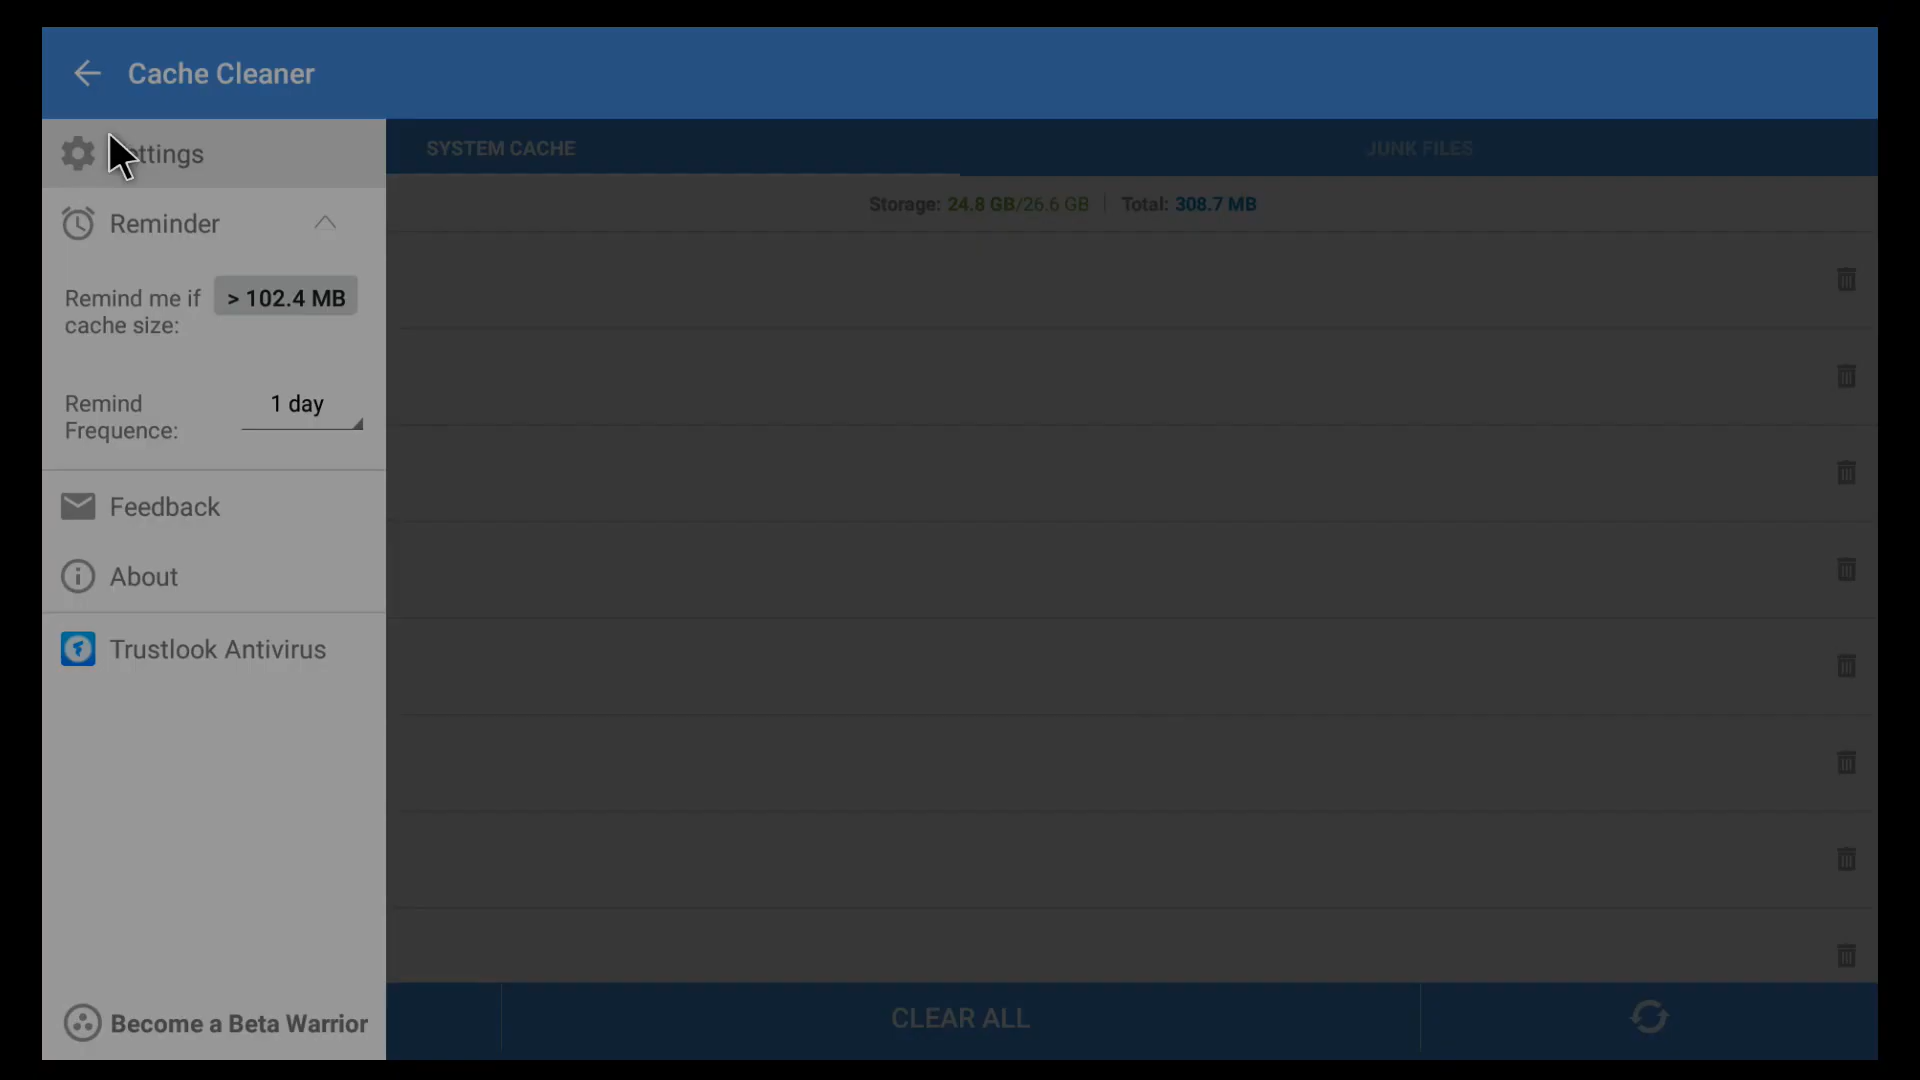 Cache Cleaner
ttings
Reminder
Remind me if
cache size:
> 102.4 MB
Remind
Frequence:
1 day
Feedback
About
Trustlook Antivirus
Become a Beta Warrior
SYSTEM CACHE
JUNK FILES
Storage: 24.8 GB/26.6 GB | Total: 308.7 MB
CLEAR ALL